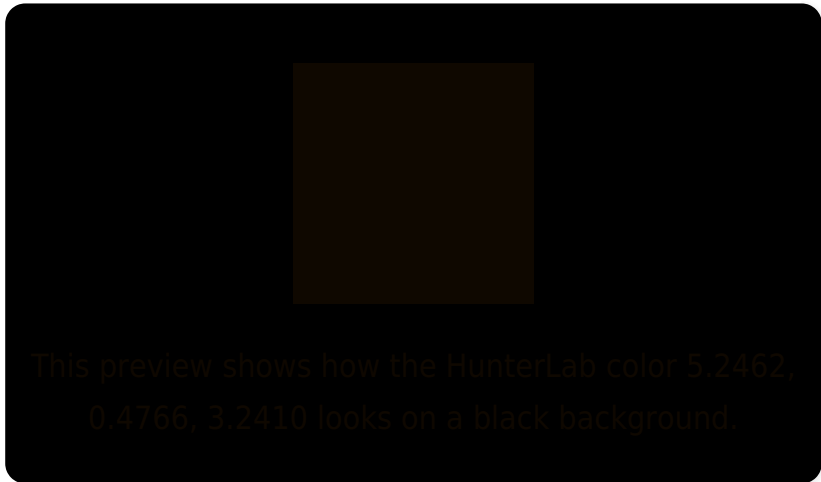 This preview shows how the HunterLab color 5.2462,
0.4766, 3.2410 looks on a black background.